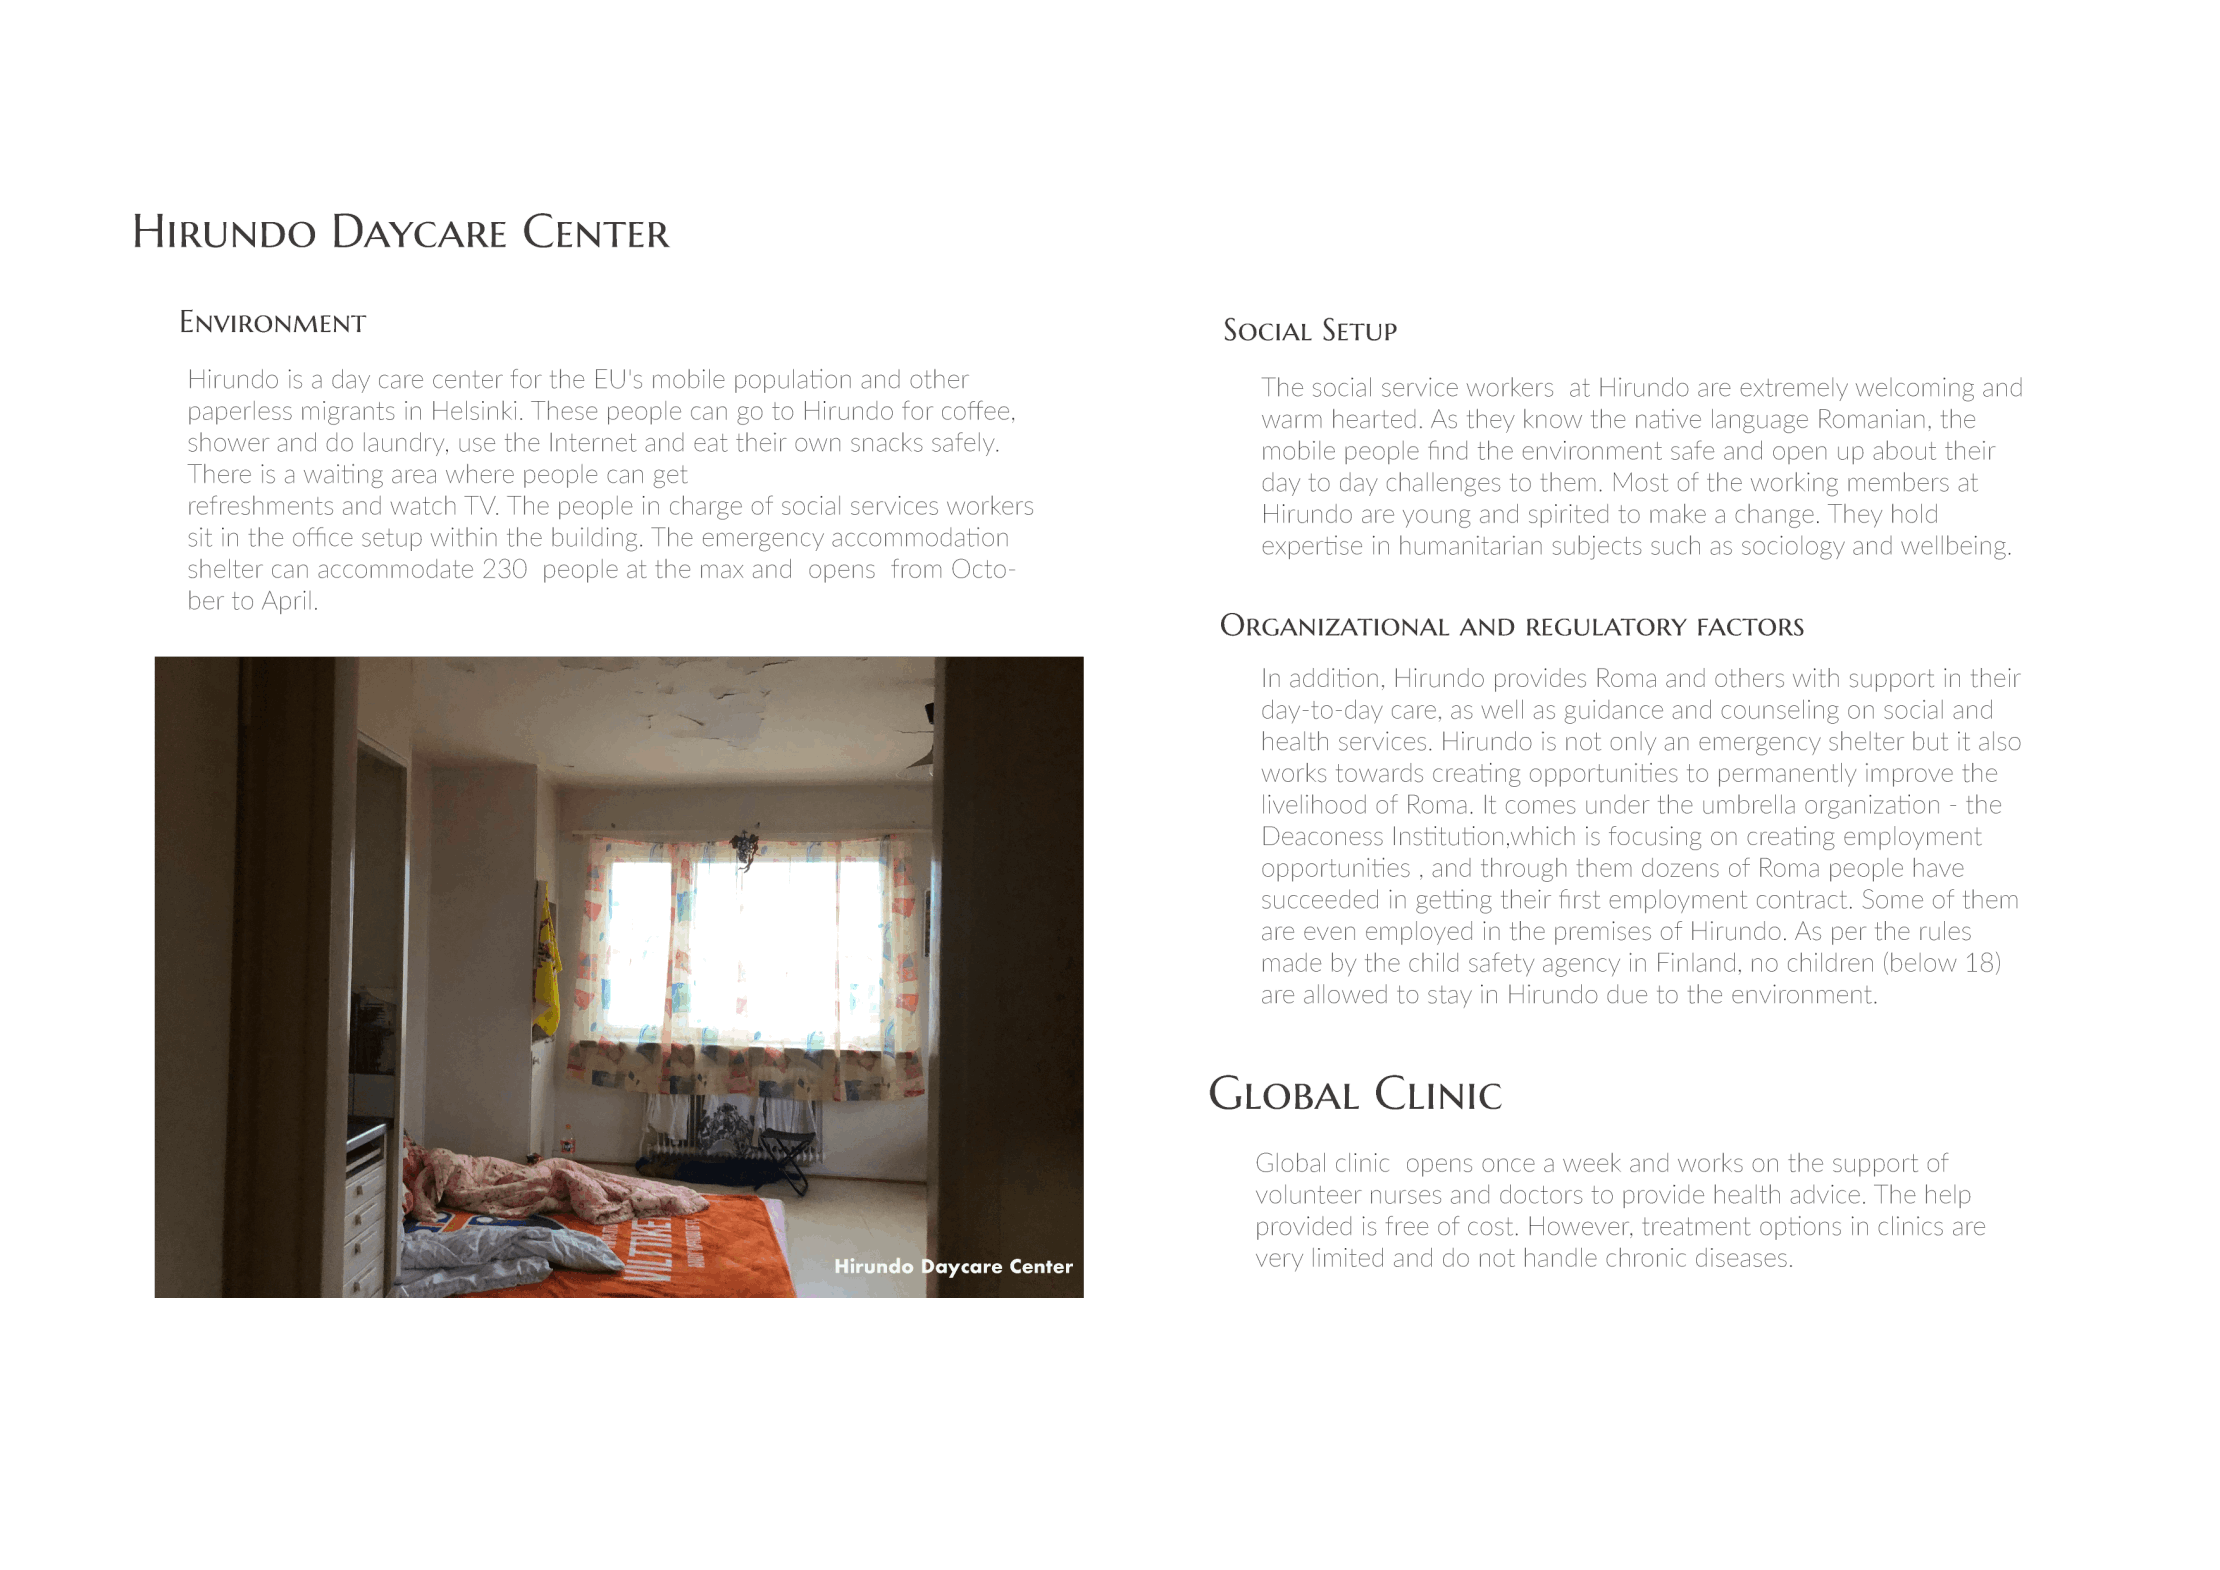 Hirundo Daycare Center
Environment
Hirundo is a day care center for the EU's mobile population and other
paperless migrants in Helsinki. These people can go to Hirundo for coffee,
shower and do laundry, use the Internet and eat their own snacks safely.
There is a waiting area where people can get
refreshments and watch TV. The people in charge of social services workers
sit in the office setup within the building. The emergency accommodation
shelter can accommodate 230 people at the max and opens from Octo-
ber to April.
VILTTIKE
Hirundo Daycare Center
Social Setup
The social service workers at Hirundo are extremely welcoming and
warm hearted. As they know the native language Romanian, the
mobile people find the environment safe and open up about their
day to day challenges to them. Most of the working members at
Hirundo are young and spirited to make a change. They hold
expertise in humanitarian subjects such as sociology and wellbeing.
Organizational and regulatory factors
In addition, Hirundo provides Roma and others with support in their
day-to-day care, as well as guidance and counseling on social and
health services. Hirundo is not only an emergency shelter but it also
works towards creating opportunities to permanently improve the
livelihood of Roma. It comes under the umbrella organization - the
Deaconess Institution,which is focusing on creating employment
opportunities , and through them dozens of Roma people have
succeeded in getting their first employment contract. Some of them
are even employed in the premises of Hirundo. As per the rules
made by the child safety agency in Finland, no children (below 18)
are allowed to stay in Hirundo due to the environment.
Global Clinic
Global clinic opens once a week and works on the support of
volunteer nurses and doctors to provide health advice. The help
provided is free of cost. However, treatment options in clinics are
very limited and do not handle chronic diseases.